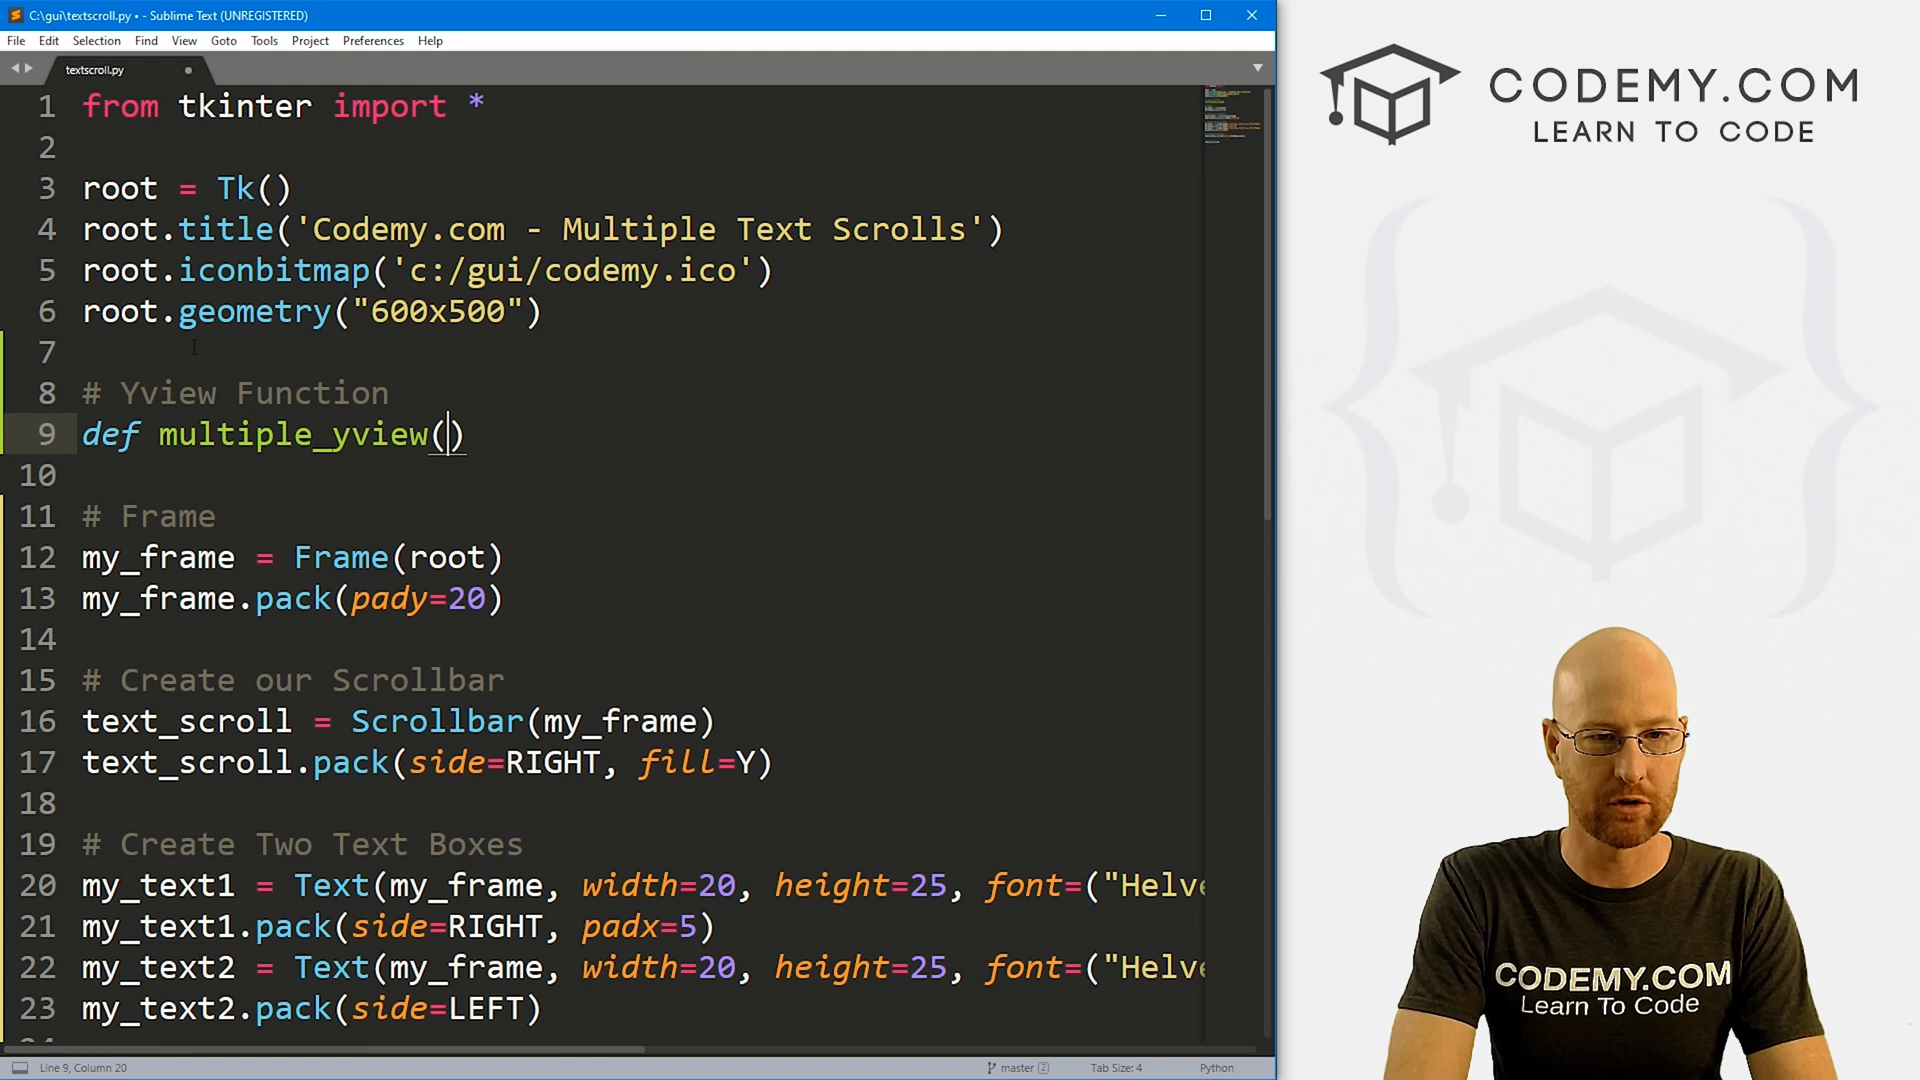 C:\gui\textscroll.py • - Sublime Text (UNREGISTERED)
File Edit Selection Find View Goto Tools Project Preferences Help
textscroll.py
1 from tkinter import *
2
3 root = Tk()
4 root.title('Codemy.com - Multiple Text Scrolls')
5 root.iconbitmap('c:/gui/codemy.ico')
6 root.geometry("600x500")
7
8 # Yview Function
9 def multiple_yview()
10
11 # Frame
12 my_frame = Frame(root)
13 my_frame.pack(pady=20)
14
15 # Create our Scrollbar
16 text_scroll = Scrollbar(my_frame)
17 text_scroll.pack(side=RIGHT, fill=Y)
18
19 # Create Two Text Boxes
20 my_text1 = Text(my_frame, width=20, height=25, font=("Helve
21 my_text1.pack(side=RIGHT, padx=5)
22 my_text2 = Text(my_frame, width=20, height=25, font=("Helve
23 my_text2.pack(side=LEFT)
Line 9, Column 20
master 2
Tab Size: 4
Python
CODEMY.COM
LEARN TO CODE
CODEMY.COM
Learn To Code